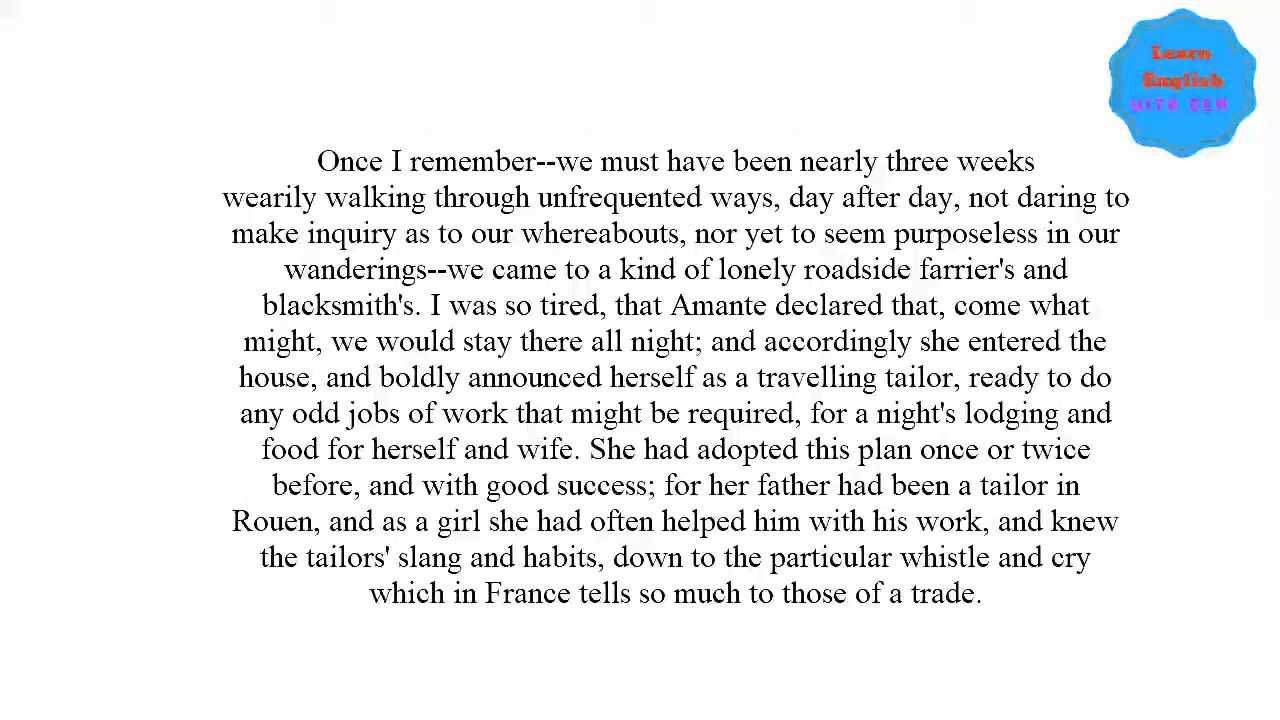 Learn
English
WITH GEM
Once I remember--we must have been nearly three weeks
wearily walking through unfrequented ways, day after day, not daring to
make inquiry as to our whereabouts, nor yet to seem purposeless in our
wanderings--we came to a kind of lonely roadside farrier's and
blacksmith's. I was so tired, that Amante declared that, come what
might, we would stay there all night; and accordingly she entered the
house, and boldly announced herself as a travelling tailor, ready to do
any odd jobs of work that might be required, for a night's lodging and
food for herself and wife. She had adopted this plan once or twice
before, and with good success; for her father had been a tailor in
Rouen, and as a girl she had often helped him with his work, and knew
the tailors' slang and habits, down to the particular whistle and cry
which in France tells so much to those of a trade.